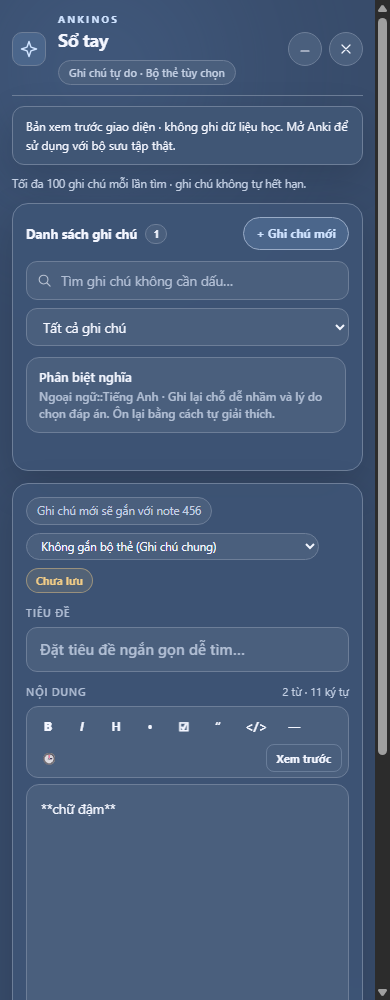 ANKINOS
Sổ tay
Ghi chú tự do · Bộ thẻ tùy chọn
Bản xem trước giao diện · không ghi dữ liệu học. Mở Anki để
sử dụng với bộ sưu tập thật.
Tối đa 100 ghi chú mỗi lần tìm · ghi chú không tự hết hạn.
Danh sách ghi chú 1
+ Ghi chú mới
Tìm ghi chú không cần dấu...
Tất cả ghi chú
Phân biệt nghĩa
Ngoại ngữ::Tiếng Anh · Ghi lại chỗ dễ nhầm và lý do
chọn đáp án. Ôn lại bằng cách tự giải thích.
Ghi chú mới sẽ gắn với note 456
Không gắn bộ thẻ (Ghi chú chung)
Chưa lưu
TIÊU ĐỀ
Đặt tiêu đề ngắn gọn dễ tìm...
NỘI DUNG 2 từ · 11 ký tự
B I H • ☑ “ </> —
Xem trước
**chữ đậm**